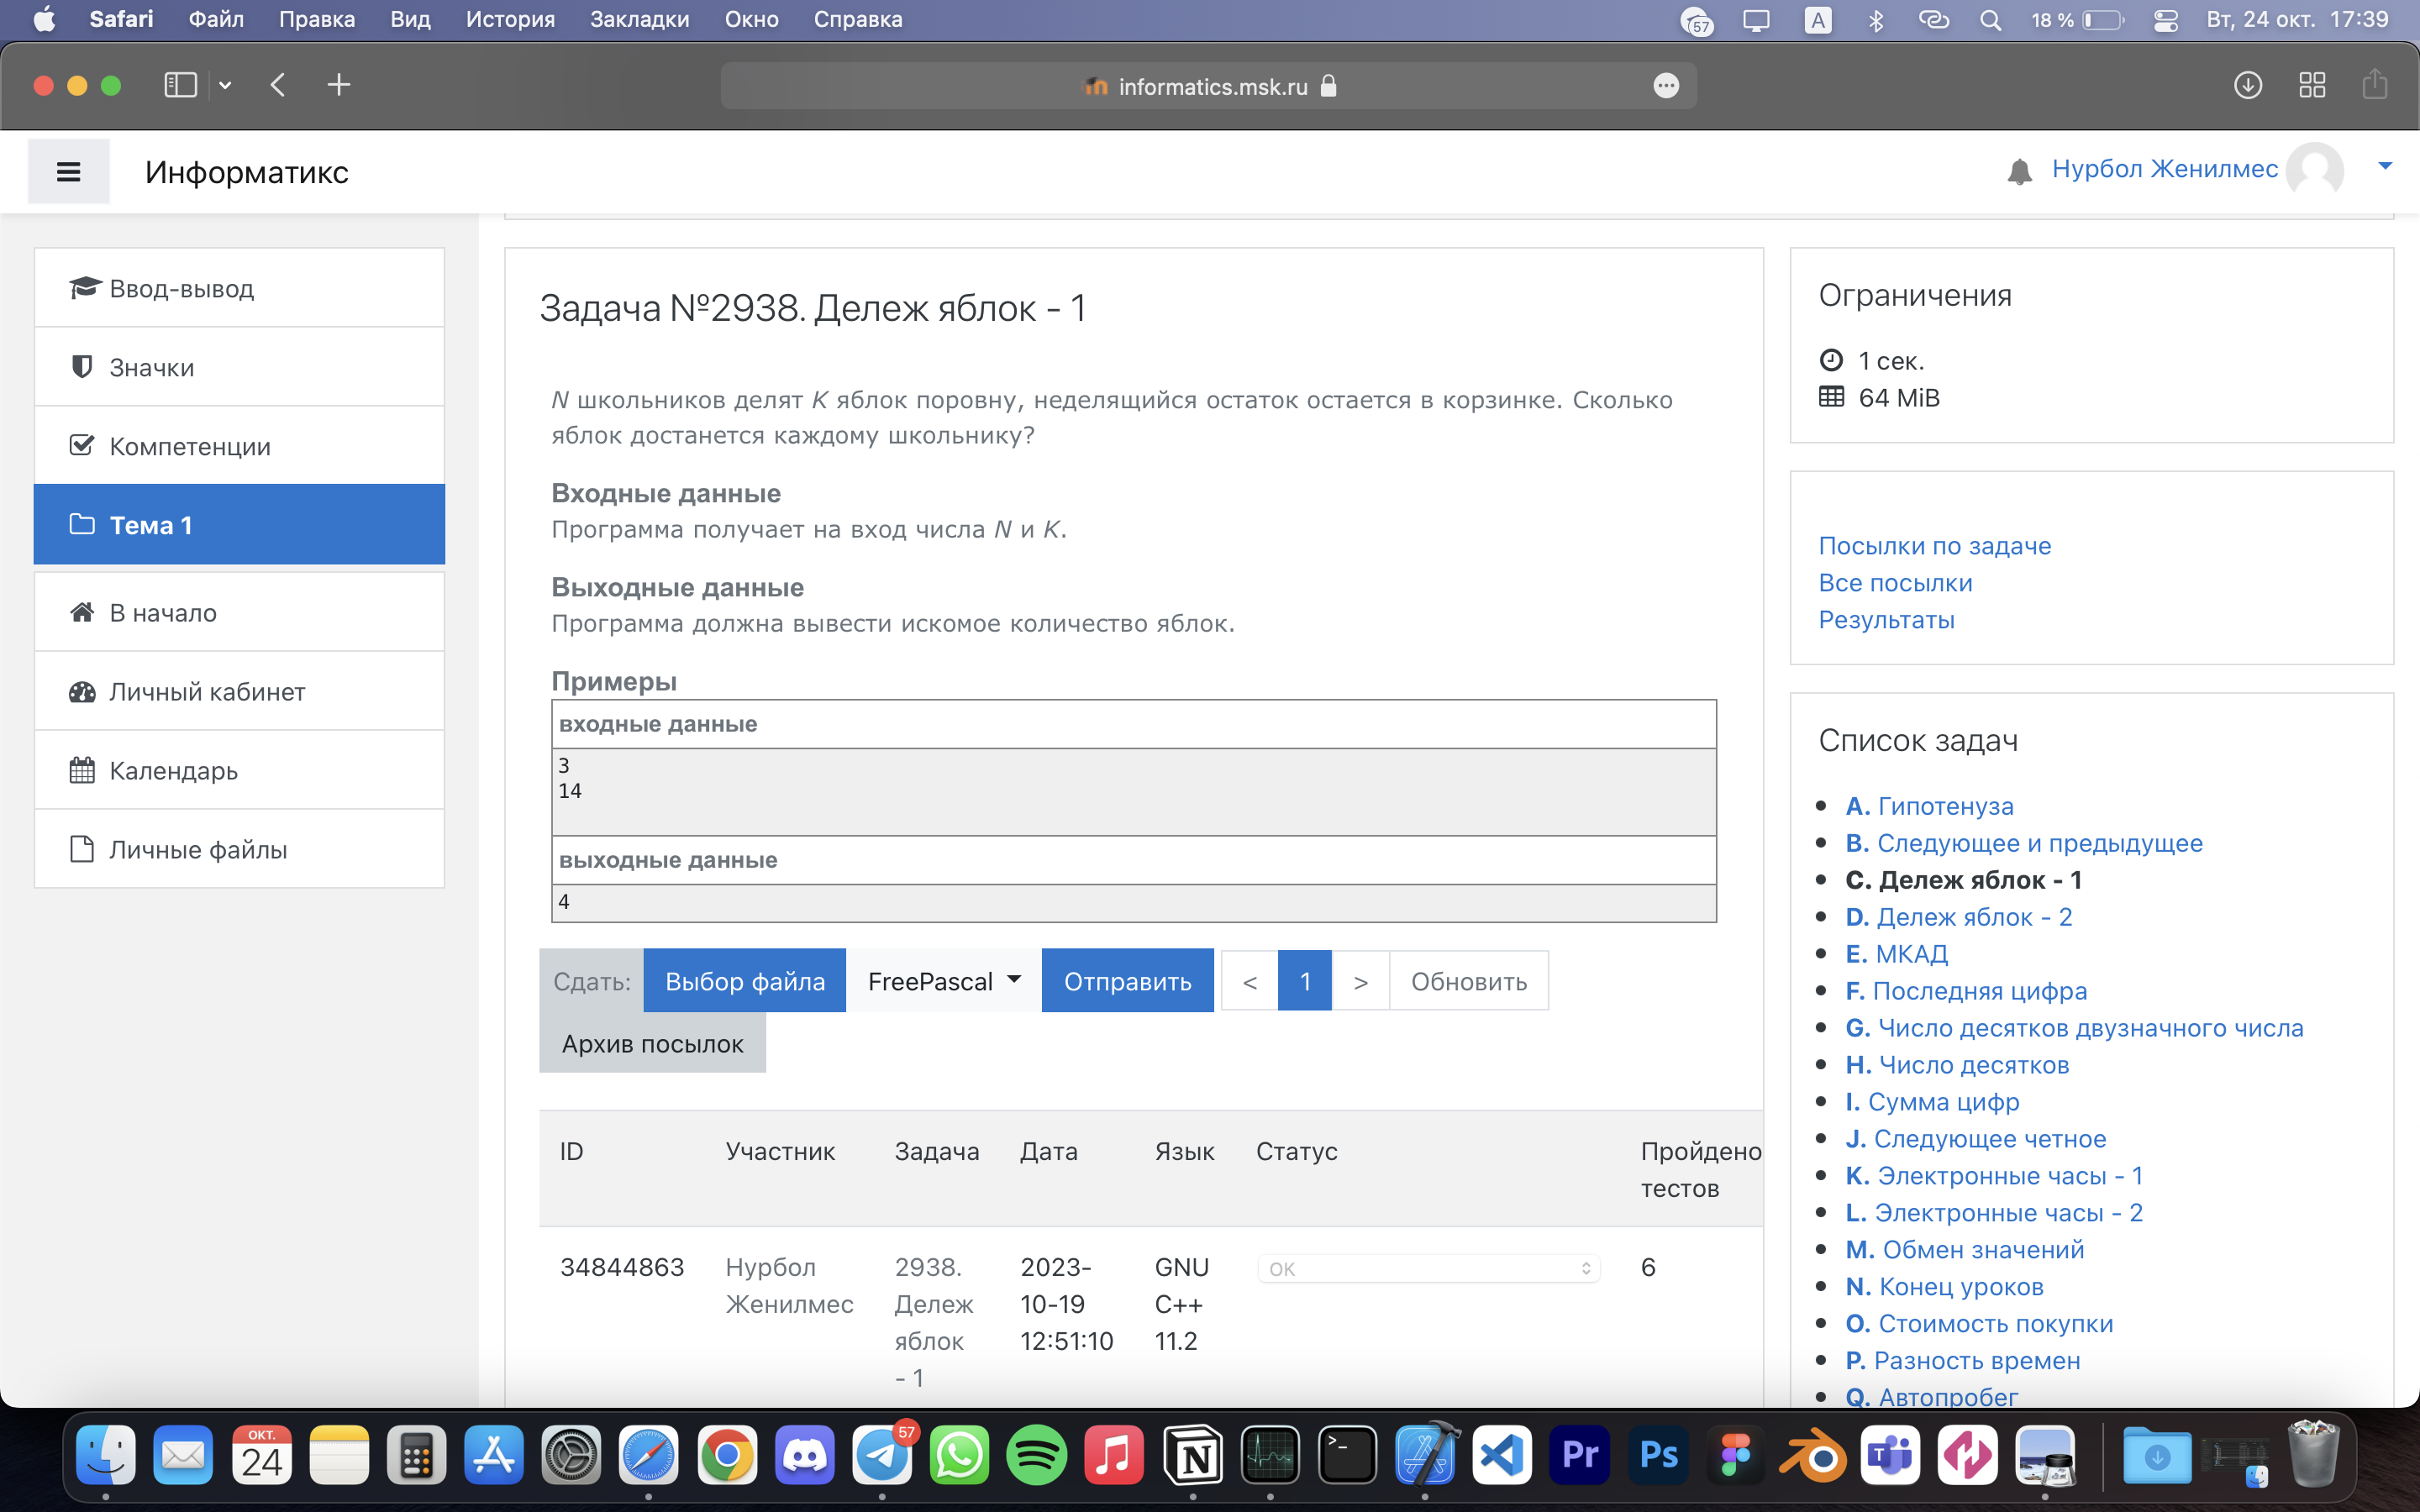 Safari Файл Правка Вид История Закладки Окно Справка 57 A 18 % Вт, 24 окт. 17:39
informatics.msk.ru
Информатикс
Нурбол Женилмес
Ввод-вывод
Значки
Компетенции
Тема 1
В начало
Личный кабинет
Календарь
Личные файлы
Задача №2938. Дележ яблок - 1
N школьников делят K яблок поровну, неделящийся остаток остается в корзинке. Сколько
яблок достанется каждому школьнику?
Входные данные
Программа получает на вход числа N и K.
Выходные данные
Программа должна вывести искомое количество яблок.
Примеры
входные данные
3
14
выходные данные
4
Сдать: Выбор файла FreePascal Отправить < 1 > Обновить
Архив посылок
ID Участник Задача Дата Язык Статус Пройдено
тестов
34844863 Нурбол 2938. 2023- GNU OK 6
Женилмес Дележ 10-19 C++
яблок 12:51:10 11.2
- 1
Ограничения
1 сек.
64 MiB
Посылки по задаче
Все посылки
Результаты
Список задач
A. Гипотенуза
B. Следующее и предыдущее
C. Дележ яблок - 1
D. Дележ яблок - 2
E. МКАД
F. Последняя цифра
G. Число десятков двузначного числа
H. Число десятков
I. Сумма цифр
J. Следующее четное
K. Электронные часы - 1
L. Электронные часы - 2
M. Обмен значений
N. Конец уроков
O. Стоимость покупки
P. Разность времен
Q. Автопробег
ОКТ.
24
57
Pr
Ps